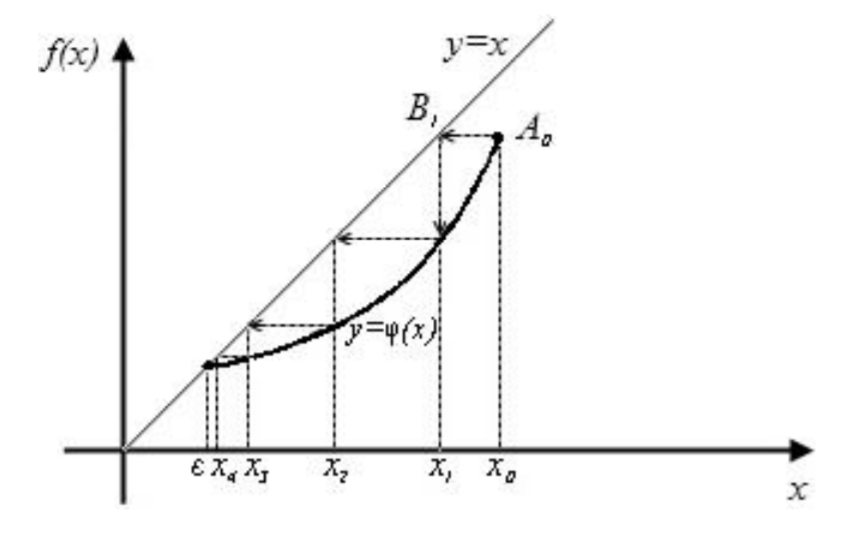 f(x)
y=x
B₁
A₀
y=φ(x)
ε x₄ x₃ x₂ x₁ x₀
x